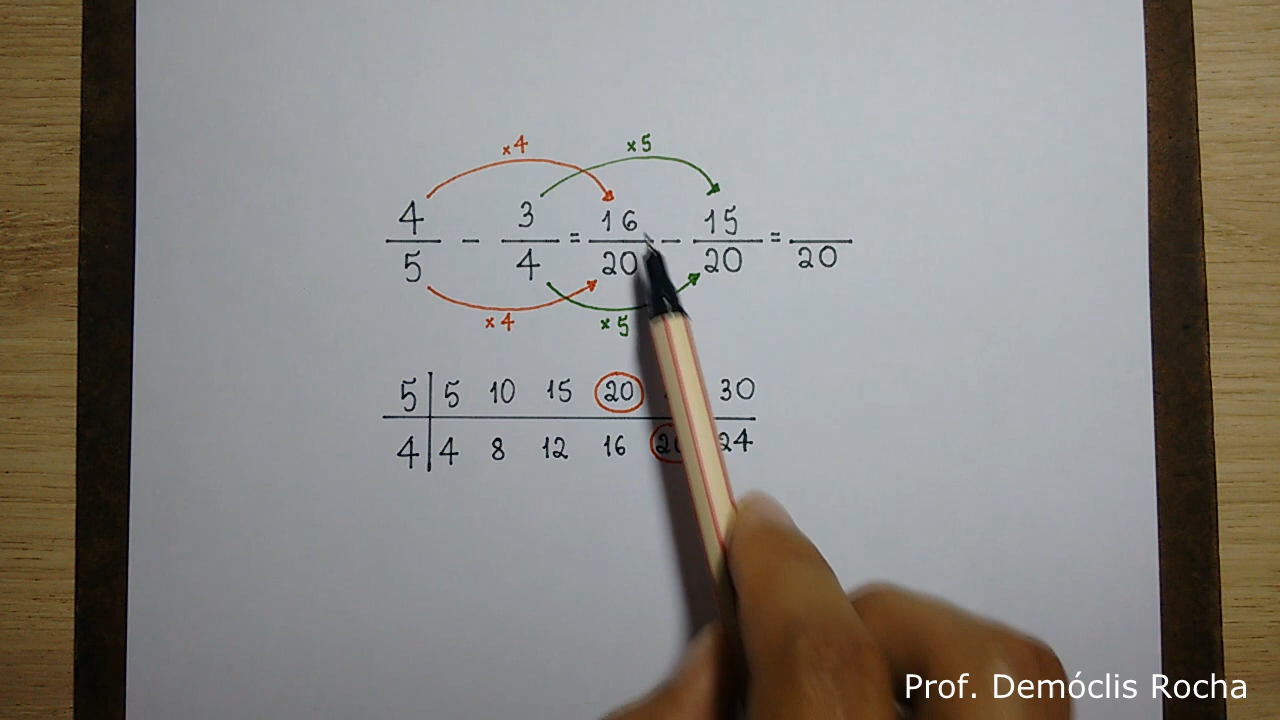 ×4 ×5
4/5 - 3/4 = 16/20 - 15/20 = /20
×4 ×5
5 | 5 10 15 20 30
4 | 4 8 12 16 24
Prof. Demóclis Rocha